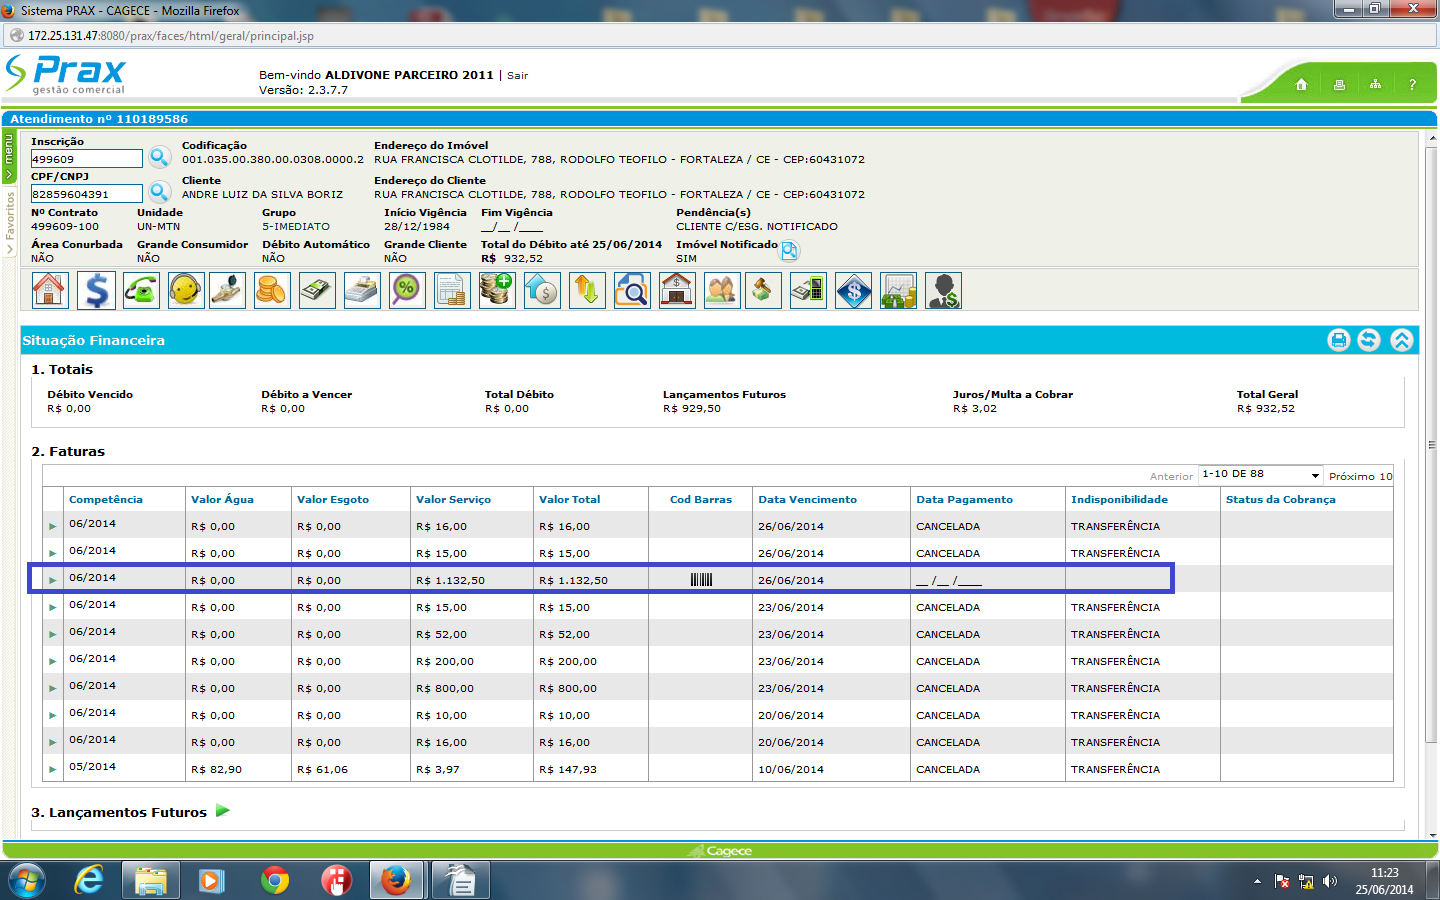 Sistema PRAX - CAGECE - Mozilla Firefox
172.25.131.47:8080/prax/faces/html/geral/principal.jsp
Prax
gestão comercial
Bem-vindo ALDIVONE PARCEIRO 2011 | Sair
Versão: 2.3.7.7
?
Atendimento nº 110189586
menu
Favoritos
Inscrição Codificação Endereço do Imóvel
499609 001.035.00.380.00.0308.0000.2 RUA FRANCISCA CLOTILDE, 788, RODOLFO TEOFILO - FORTALEZA / CE - CEP:60431072
CPF/CNPJ Cliente Endereço do Cliente
82859604391 ANDRE LUIZ DA SILVA BORIZ RUA FRANCISCA CLOTILDE, 788, RODOLFO TEOFILO - FORTALEZA / CE - CEP:60431072
Nº Contrato Unidade Grupo Início Vigência Fim Vigência Pendência(s)
499609-100 UN-MTN 5-IMEDIATO 28/12/1984 __/__ /____ CLIENTE C/ESG. NOTIFICADO
Área Conurbada Grande Consumidor Débito Automático Grande Cliente Total do Débito até 25/06/2014 Imóvel Notificado
NÃO NÃO NÃO NÃO R$ 932,52 SIM
Situação Financeira
1. Totais
Débito Vencido Débito a Vencer Total Débito Lançamentos Futuros Juros/Multa a Cobrar Total Geral
R$ 0,00 R$ 0,00 R$ 0,00 R$ 929,50 R$ 3,02 R$ 932,52
2. Faturas
Anterior 1-10 DE 88 Próximo 10
Competência Valor Água Valor Esgoto Valor Serviço Valor Total Cod Barras Data Vencimento Data Pagamento Indisponibilidade Status da Cobrança
06/2014 R$ 0,00 R$ 0,00 R$ 16,00 R$ 16,00 26/06/2014 CANCELADA TRANSFERÊNCIA
06/2014 R$ 0,00 R$ 0,00 R$ 15,00 R$ 15,00 26/06/2014 CANCELADA TRANSFERÊNCIA
06/2014 R$ 0,00 R$ 0,00 R$ 1.132,50 R$ 1.132,50 26/06/2014 __ /__ /____
06/2014 R$ 0,00 R$ 0,00 R$ 15,00 R$ 15,00 23/06/2014 CANCELADA TRANSFERÊNCIA
06/2014 R$ 0,00 R$ 0,00 R$ 52,00 R$ 52,00 23/06/2014 CANCELADA TRANSFERÊNCIA
06/2014 R$ 0,00 R$ 0,00 R$ 200,00 R$ 200,00 23/06/2014 CANCELADA TRANSFERÊNCIA
06/2014 R$ 0,00 R$ 0,00 R$ 800,00 R$ 800,00 23/06/2014 CANCELADA TRANSFERÊNCIA
06/2014 R$ 0,00 R$ 0,00 R$ 10,00 R$ 10,00 20/06/2014 CANCELADA TRANSFERÊNCIA
06/2014 R$ 0,00 R$ 0,00 R$ 16,00 R$ 16,00 20/06/2014 CANCELADA TRANSFERÊNCIA
05/2014 R$ 82,90 R$ 61,06 R$ 3,97 R$ 147,93 10/06/2014 CANCELADA TRANSFERÊNCIA
3. Lançamentos Futuros
Cagece
11:23
25/06/2014